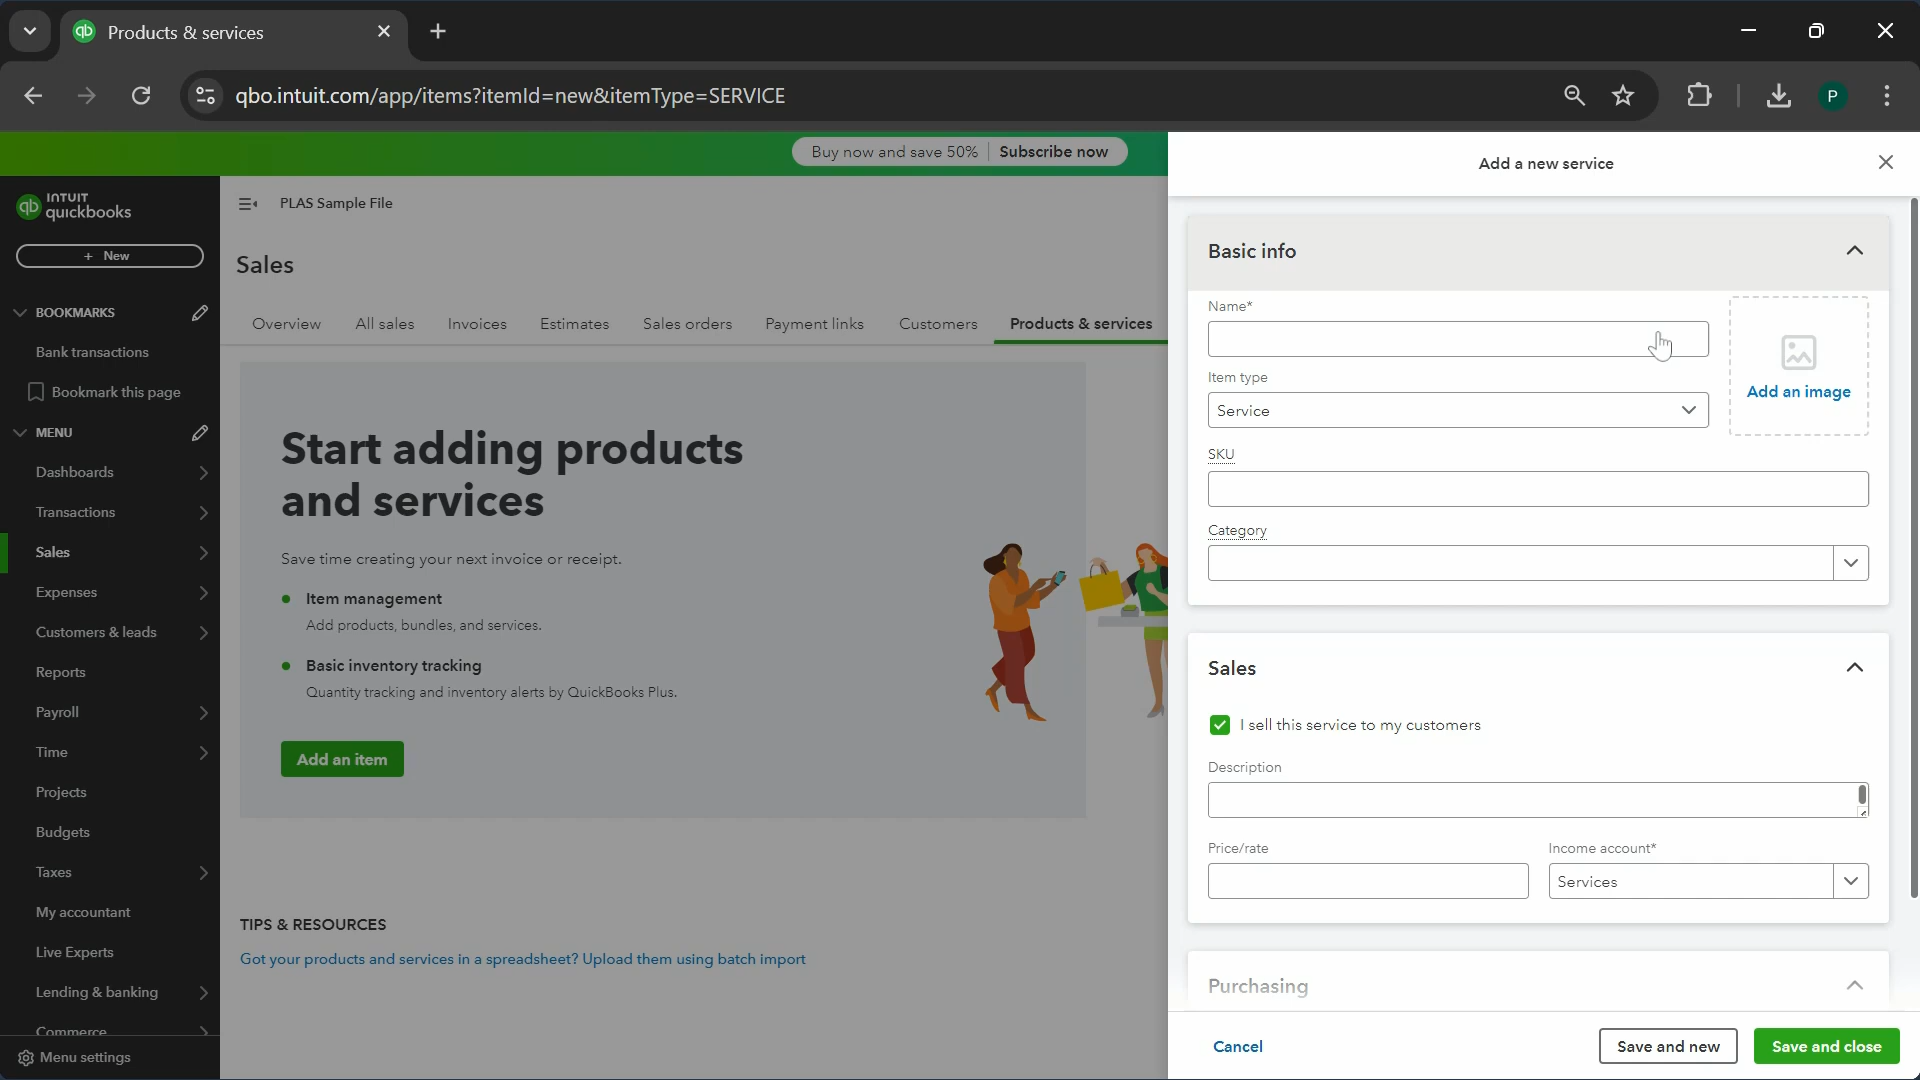 Products & services
qbo.intuit.com/app/items?itemId=new&itemType=SERVICE
P
Buy now and save 50% Subscribe now
qb INTUIT quickbooks
PLAS Sample File
+ New
BOOKMARKS
Bank transactions
Bookmark this page
MENU
Dashboards
Transactions
Sales
Expenses
Customers & leads
Reports
Payroll
Time
Projects
Budgets
Taxes
My accountant
Live Experts
Lending & banking
Commerce
Menu settings
Sales
Overview All sales Invoices Estimates Sales orders Payment links Customers Products & services
Start adding products
and services
Save time creating your next invoice or receipt.
Item management
Add products, bundles, and services.
Basic inventory tracking
Quantity tracking and inventory alerts by QuickBooks Plus.
Add an item
TIPS & RESOURCES
Got your products and services in a spreadsheet? Upload them using batch import
Add a new service
Basic info
Name*
Add an image
Item type
Service
SKU
Category
Sales
I sell this service to my customers
Description
Price/rate Income account*
Services
Purchasing
Cancel Save and new Save and close